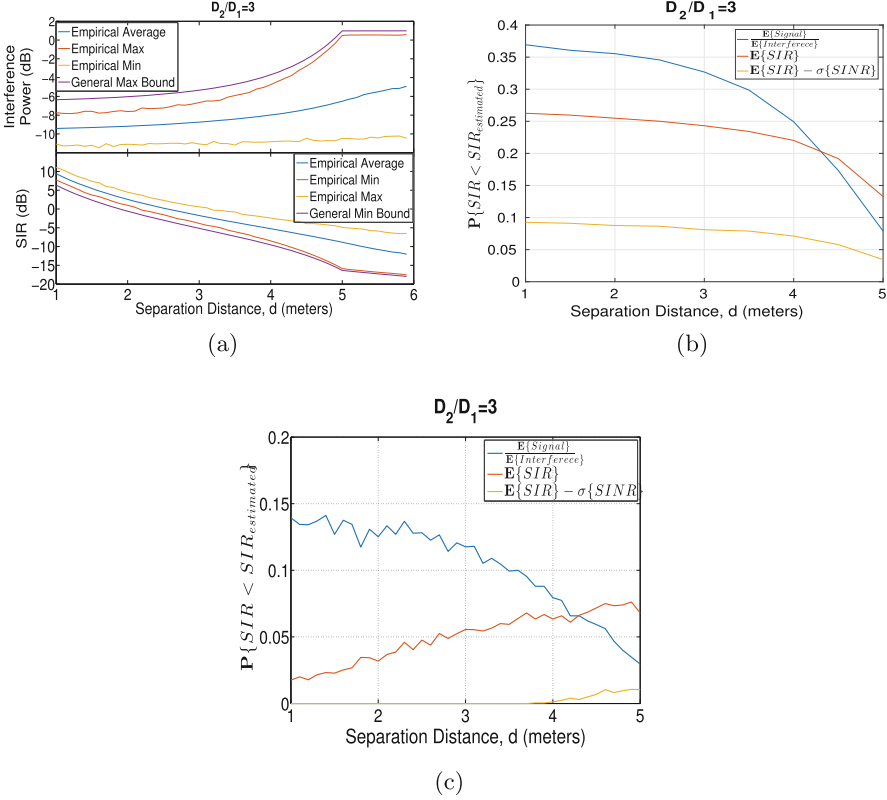 D2/D1=3
Interference
Power (dB)
2
0
−2
−4
−6
−8
−10
Empirical Average
Empirical Max
Empirical Min
General Max Bound
SIR (dB)
10
5
0
−5
−10
−15
−20
Empirical Average
Empirical Min
Empirical Max
General Min Bound
1 2 3 4 5 6
Separation Distance, d (meters)
(a)
D2/D1=3
P{SIR < SIRestimated}
0.4
0.35
0.3
0.25
0.2
0.15
0.1
0.05
0
E{Signal}
E{Interferece}
E{SIR}
E{SIR} − σ{SINR}
1 2 3 4 5
Separation Distance, d (meters)
(b)
D2/D1=3
P{SIR < SIRestimated}
0.2
0.15
0.1
0.05
0
E{Signal}
E{Interferece}
E{SIR}
E{SIR} − σ{SINR}
1 2 3 4 5
Separation Distance, d (meters)
(c)